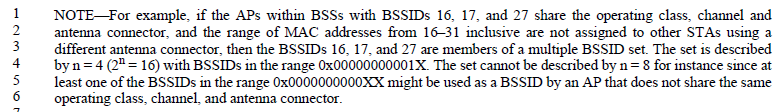 1 NOTE—For example, if the APs within BSSs with BSSIDs 16, 17, and 27 share the operating class, channel and
2 antenna connector, and the range of MAC addresses from 16–31 inclusive are not assigned to other STAs using a
3 different antenna connector, then the BSSIDs 16, 17, and 27 are members of a multiple BSSID set. The set is described
4 by n = 4 (2ⁿ = 16) with BSSIDs in the range 0x00000000001X. The set cannot be described by n = 8 for instance since at
5 least one of the BSSIDs in the range 0x0000000000XX might be used as a BSSID by an AP that does not share the same
6 operating class, channel, and antenna connector.